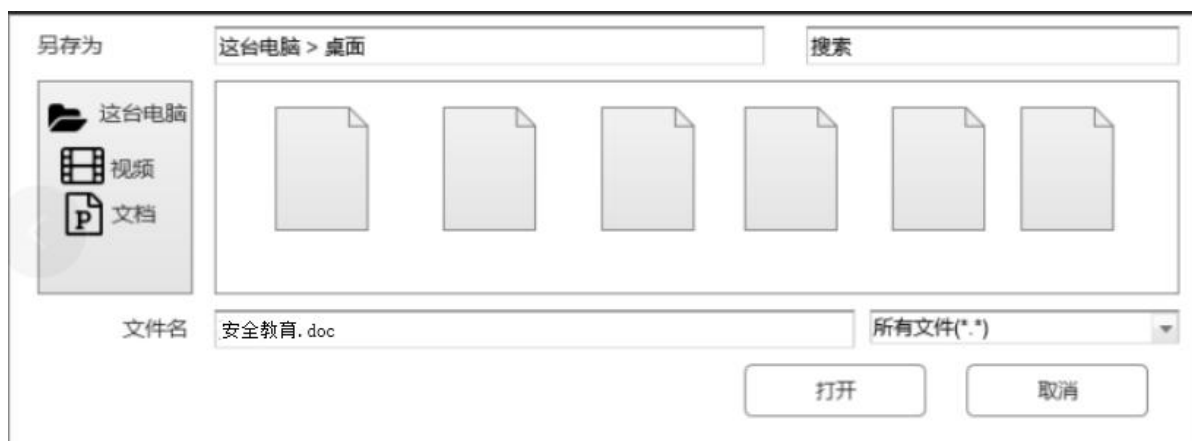 另存为 这台电脑 > 桌面 搜索
这台电脑
视频
P 文档
文件名 安全教育.doc 所有文件(*.*)
打开 取消